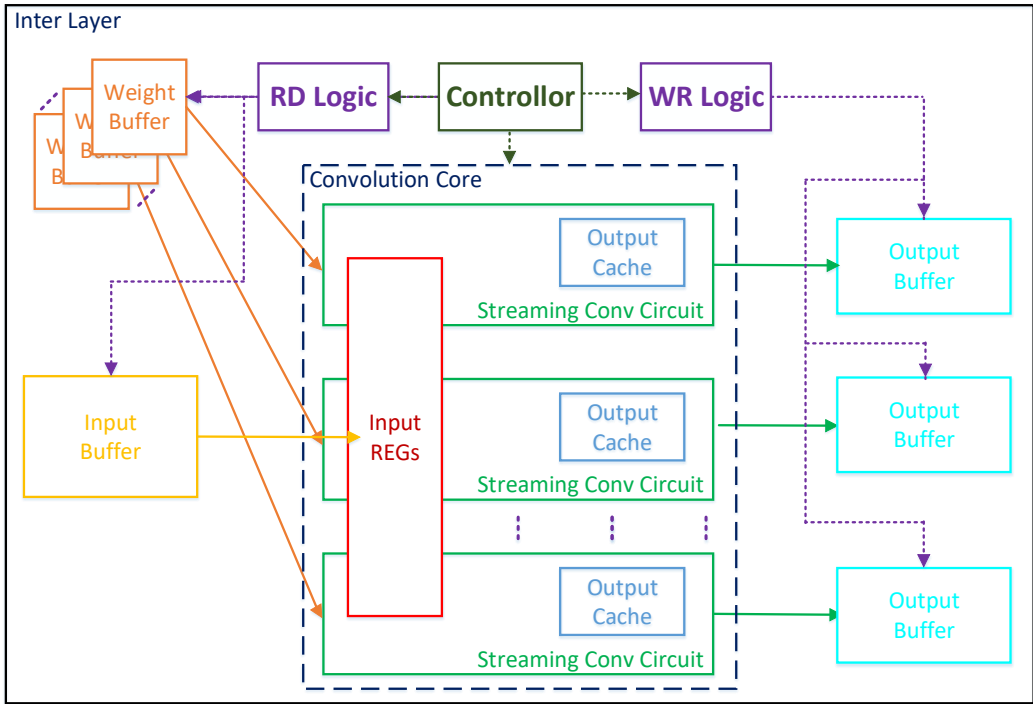 Inter Layer
Weight
Buffer
W
Buffer
W
B
RD Logic
Controllor
WR Logic
Convolution Core
Output
Cache
Streaming Conv Circuit
Output
Buffer
Input
Buffer
Input
REGs
Output
Cache
Streaming Conv Circuit
Output
Buffer
Output
Cache
Streaming Conv Circuit
Output
Buffer